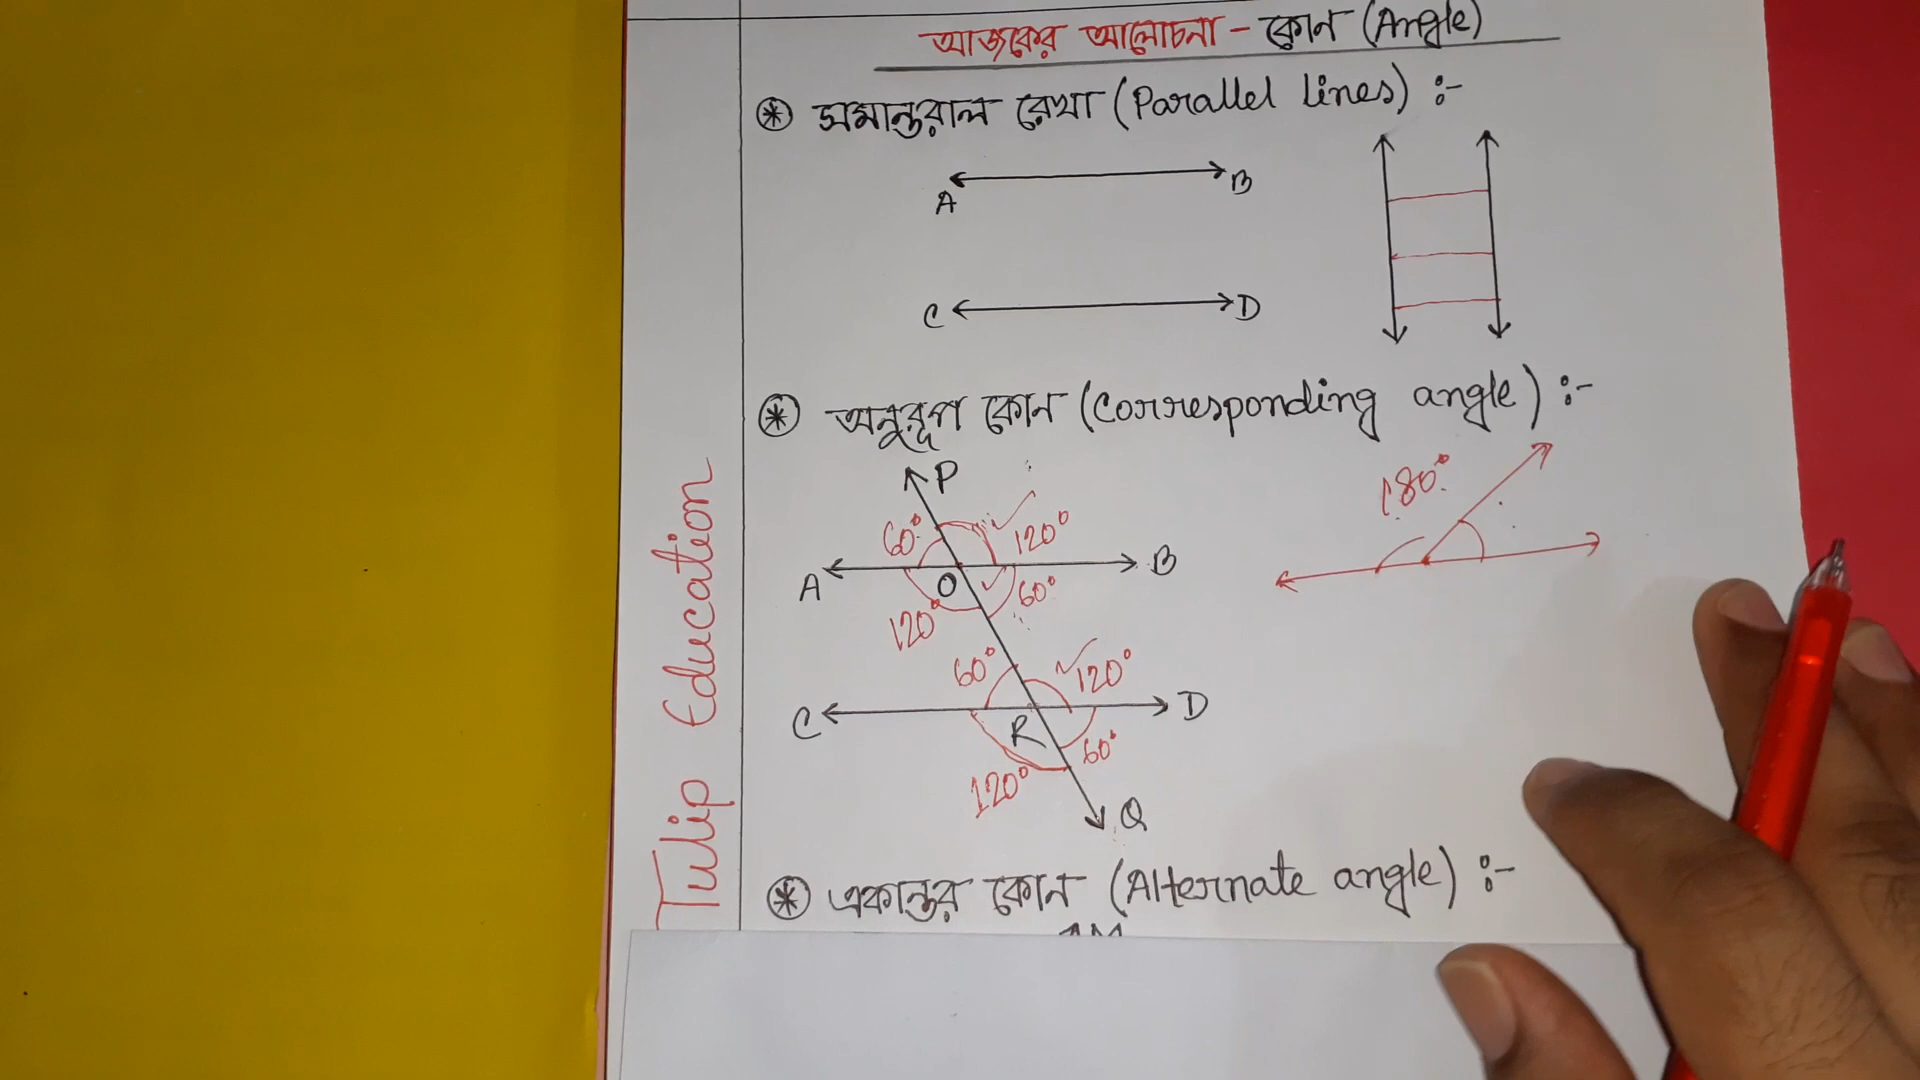 আজকের আলোচনা - কোন (Angle)
সমান্তরাল রেখা (Parallel lines) :-
A B
C D
অনুরূপ কোন (Corresponding angle) :-
P
60° 120°
A O B
120° 60°
60° 120°
C R D
120° 60°
Q
180°
একান্তর কোন (Alternate angle) :-
Tulip Education